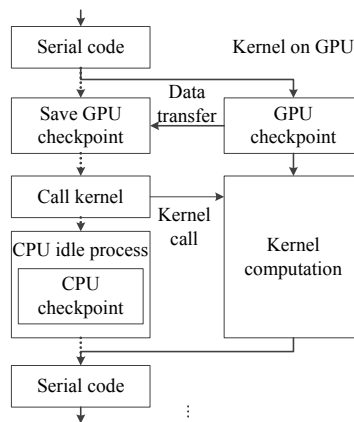 Serial code
Kernel on GPU
Data
transfer
Save GPU
checkpoint
GPU
checkpoint
Call kernel
Kernel
call
CPU idle process
CPU
checkpoint
Kernel
computation
Serial code
⋮